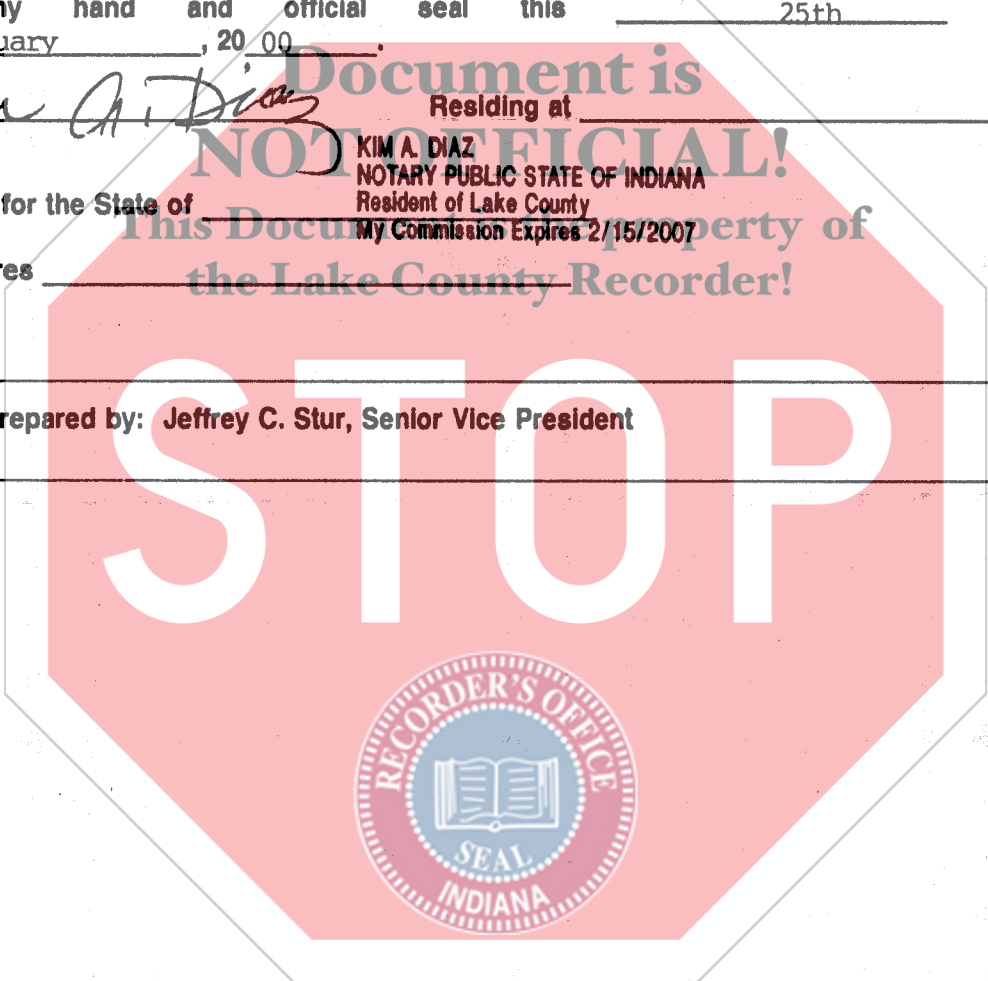 hand and official seal this 25th
, 20 00 .
Document is
A. Diaz Residing at
NOT OFFICIAL!
KIM A. DIAZ
NOTARY PUBLIC STATE OF INDIANA
for the State of Resident of Lake County
This Document is the property of
My Commission Expires 2/15/2007
the Lake County Recorder!
STOP
repared by: Jeffrey C. Stur, Senior Vice President
RECORDER'S OFFICE
SEAL
INDIANA